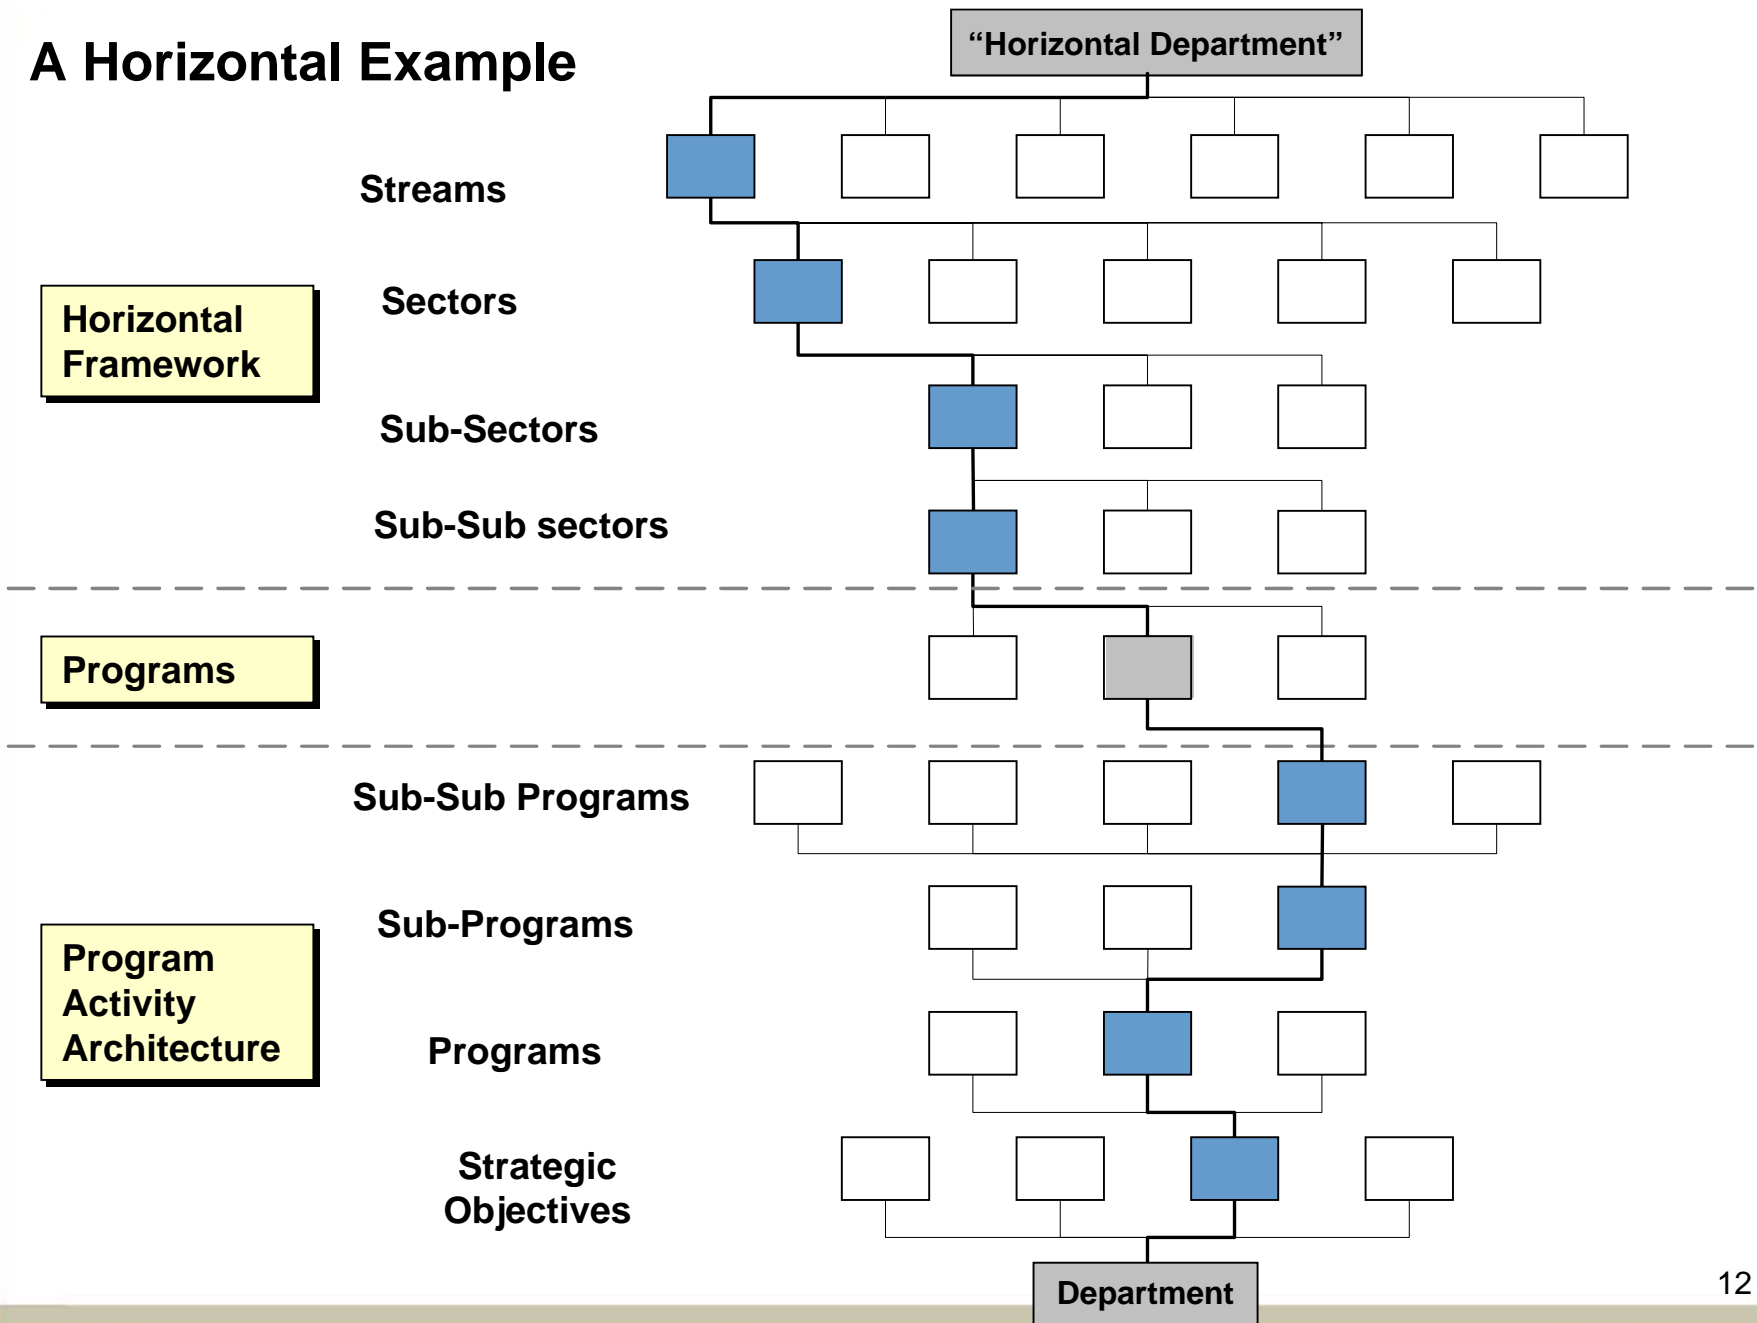 A Horizontal Example
“Horizontal Department”
Streams
Sectors
Horizontal
Framework
Sub-Sectors
Sub-Sub sectors
Programs
Sub-Sub Programs
Sub-Programs
Program
Activity
Architecture
Programs
Strategic
Objectives
Department
12